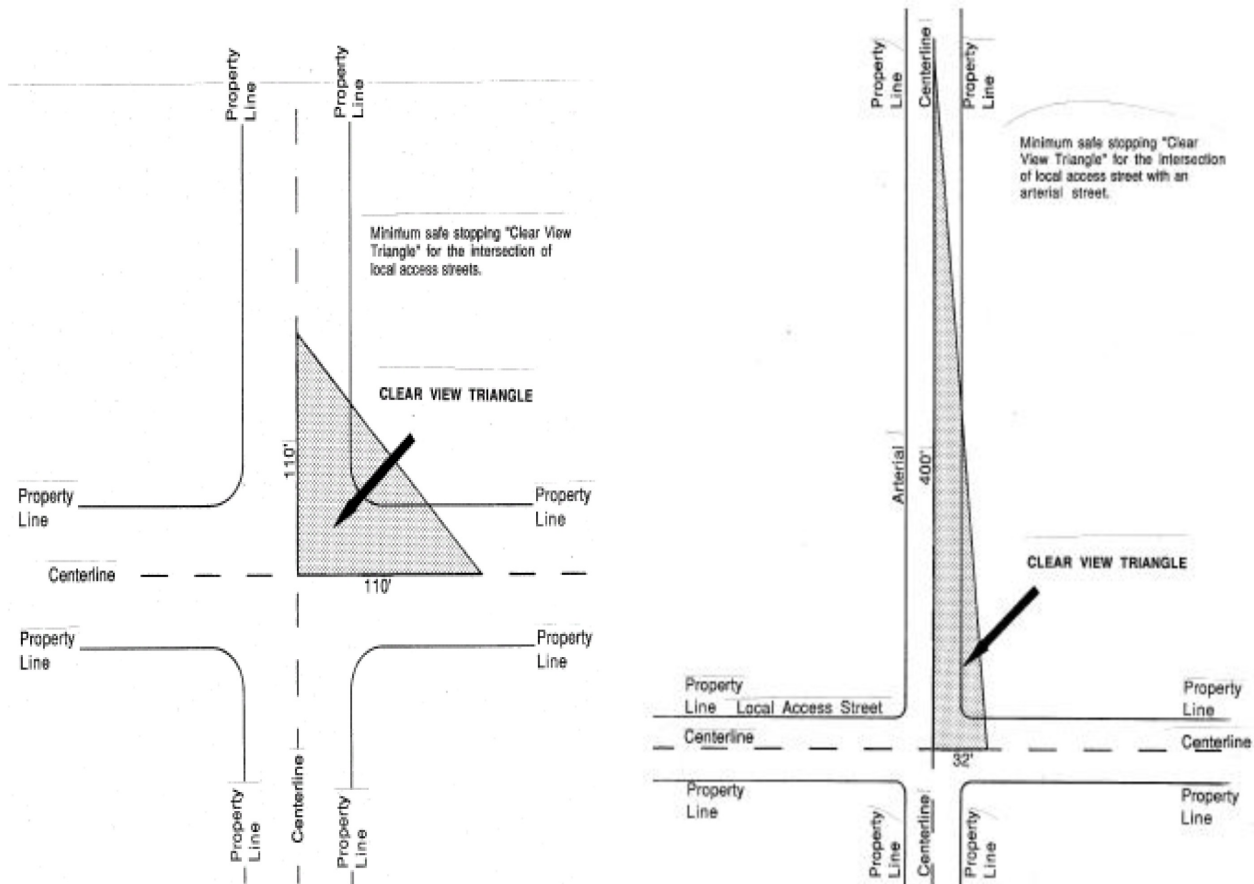 Property
Line
Property
Line
Minimum safe stopping "Clear View
Triangle" for the intersection of
local access streets.
CLEAR VIEW TRIANGLE
110'
Property
Line
Property
Line
Centerline
110'
Property
Line
Property
Line
Property
Line
Centerline
Property
Line
Property
Line
Centerline
Property
Line
Minimum safe stopping "Clear
View Triangle" for the intersection
of local access street with an
arterial street.
Arterial
400'
CLEAR VIEW TRIANGLE
Property
Line Local Access Street
Property
Line
Centerline
Centerline
32'
Property
Line
Property
Line
Property
Line
Centerline
Property
Line